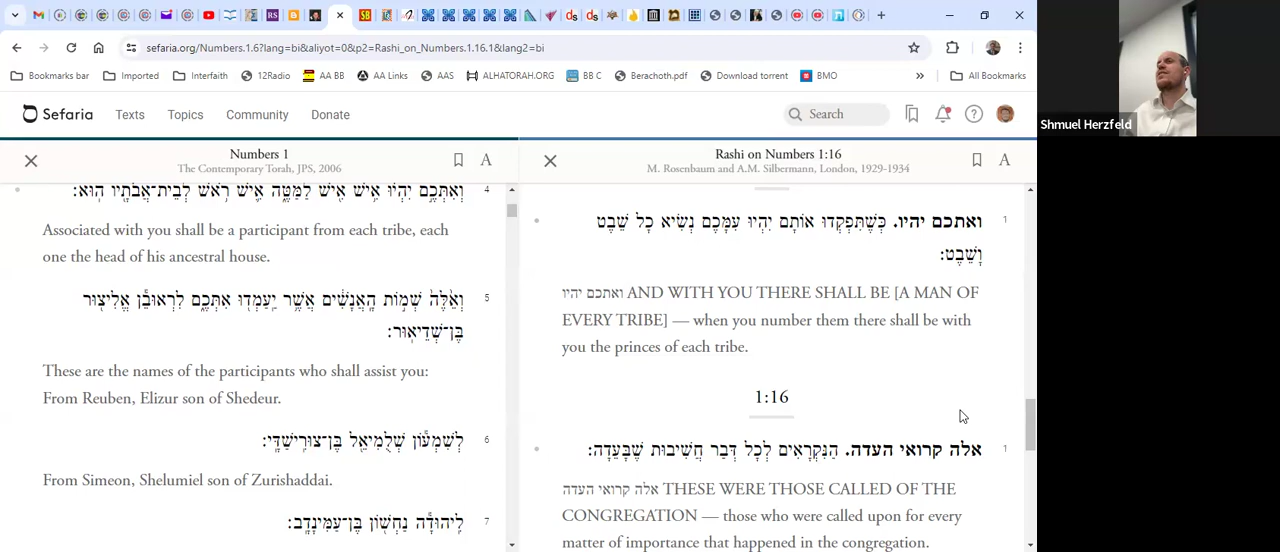 sefaria.org/Numbers.1.6?lang=bi&aliyot=0&p2=Rashi_on_Numbers.1.16.1&lang2=bi
Bookmarks bar Imported Interfaith 12Radio AA BB AA Links AAS ALHATORAH.ORG BB C Berachoth.pdf Download torrent BMO » All Bookmarks
Sefaria Texts Topics Community Donate Search
Numbers 1
The Contemporary Torah, JPS, 2006
A
וְאִתְּכֶ֣ם יִהְי֔וּ אִ֥ישׁ אִ֖ישׁ לַמַּטֶּ֑ה אִ֛ישׁ רֹ֥אשׁ לְבֵית־אֲבֹתָ֖יו הֽוּא׃ 4
Associated with you shall be a participant from each tribe, each
one the head of his ancestral house.
וְאֵ֙לֶּה֙ שְׁמ֣וֹת הָֽאֲנָשִׁ֔ים אֲשֶׁ֥ר יַֽעַמְד֖וּ אִתְּכֶ֑ם לִרְאוּבֵ֕ן אֱלִיצ֖וּר 5
בֶּן־שְׁדֵיאֽוּר׃
These are the names of the participants who shall assist you:
From Reuben, Elizur son of Shedeur.
לְשִׁמְע֕וֹן שְׁלֻמִיאֵ֖ל בֶּן־צוּרִֽישַׁדָּֽי׃ 6
From Simeon, Shelumiel son of Zurishaddai.
לִֽיהוּדָ֕ה נַחְשׁ֖וֹן בֶּן־עַמִּינָדָֽב׃ 7
Rashi on Numbers 1:16
M. Rosenbaum and A.M. Silbermann, London, 1929-1934
A
ואתכם יהיו. כְּשֶׁתִּפְקְדוּ אוֹתָם יִהְיוּ עִמָּכֶם נְשִׂיא כָל שֵׁבֶט 1
וָשֵׁבֶט:
ואתכם יהיו AND WITH YOU THERE SHALL BE [A MAN OF
EVERY TRIBE] — when you number them there shall be with
you the princes of each tribe.
1:16
אלה קרואי העדה. הַנִּקְרָאִים לְכָל דְּבַר חֲשִׁיבוּת שֶׁבָּעֵדָה: 1
אלה קרואי העדה THESE WERE THOSE CALLED OF THE
CONGREGATION — those who were called upon for every
matter of importance that happened in the congregation.
Shmuel Herzfeld